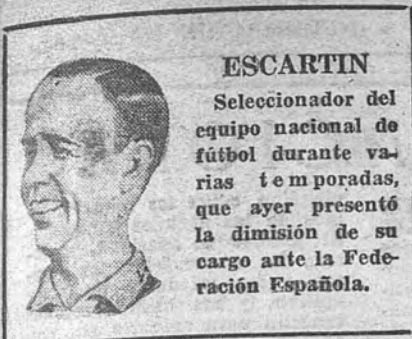 ESCARTIN
Seleccionador del
equipo nacional de
fútbol durante va-
rias temporadas,
que ayer presentó
la dimisión de su
cargo ante la Fede-
ración Española.